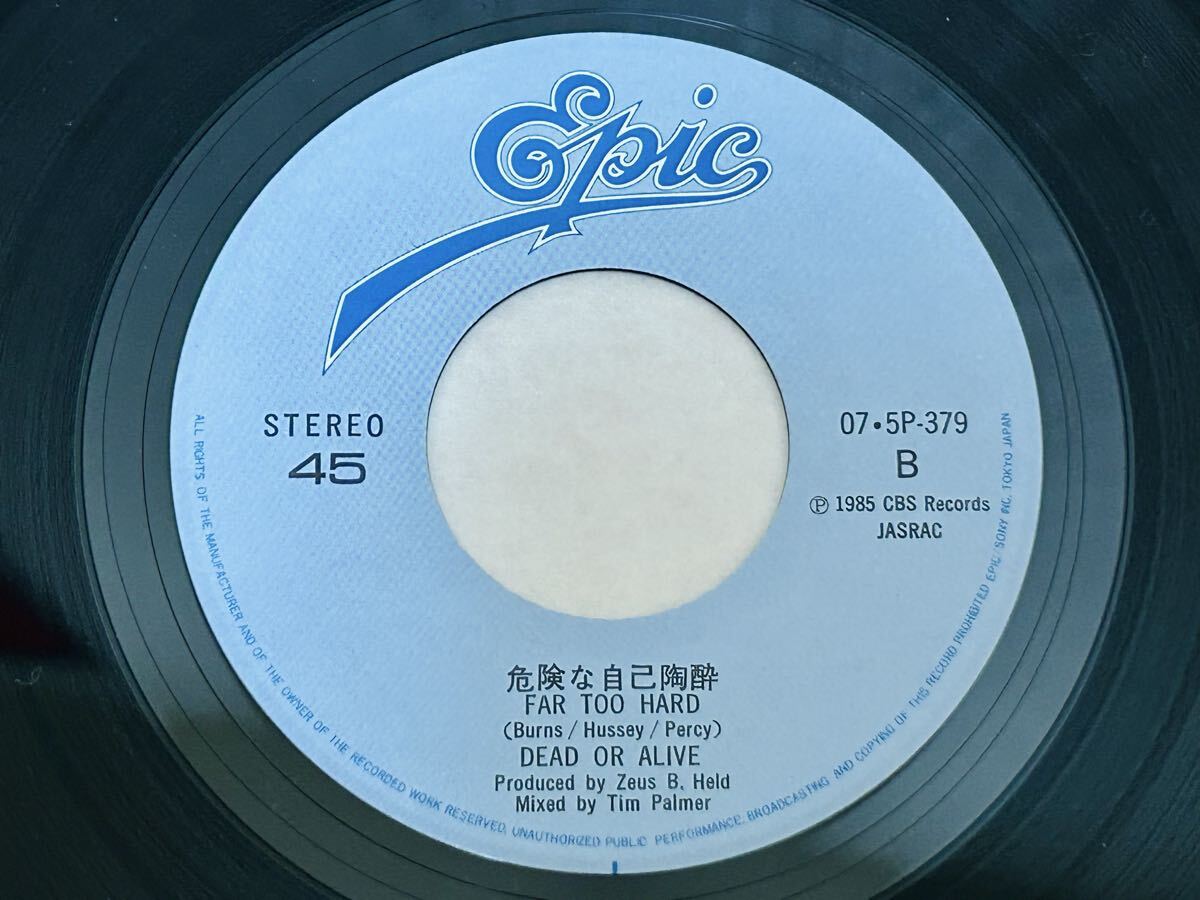 Epic
STEREO
45
07・5P-379
B
Ⓟ 1985 CBS Records
JASRAC
危険な自己陶酔
FAR TOO HARD
(Burns/Hussey/Percy)
DEAD OR ALIVE
Produced by Zeus B. Held
Mixed by Tim Palmer
ALL RIGHTS OF THE MANUFACTURER AND OF THE OWNER OF THE RECORDED WORK RESERVED, UNAUTHORIZED PUBLIC PERFORMANCE, BROADCASTING AND COPYING OF THIS RECORD PROHIBITED EPIC/SONY INC. TOKYO JAPAN